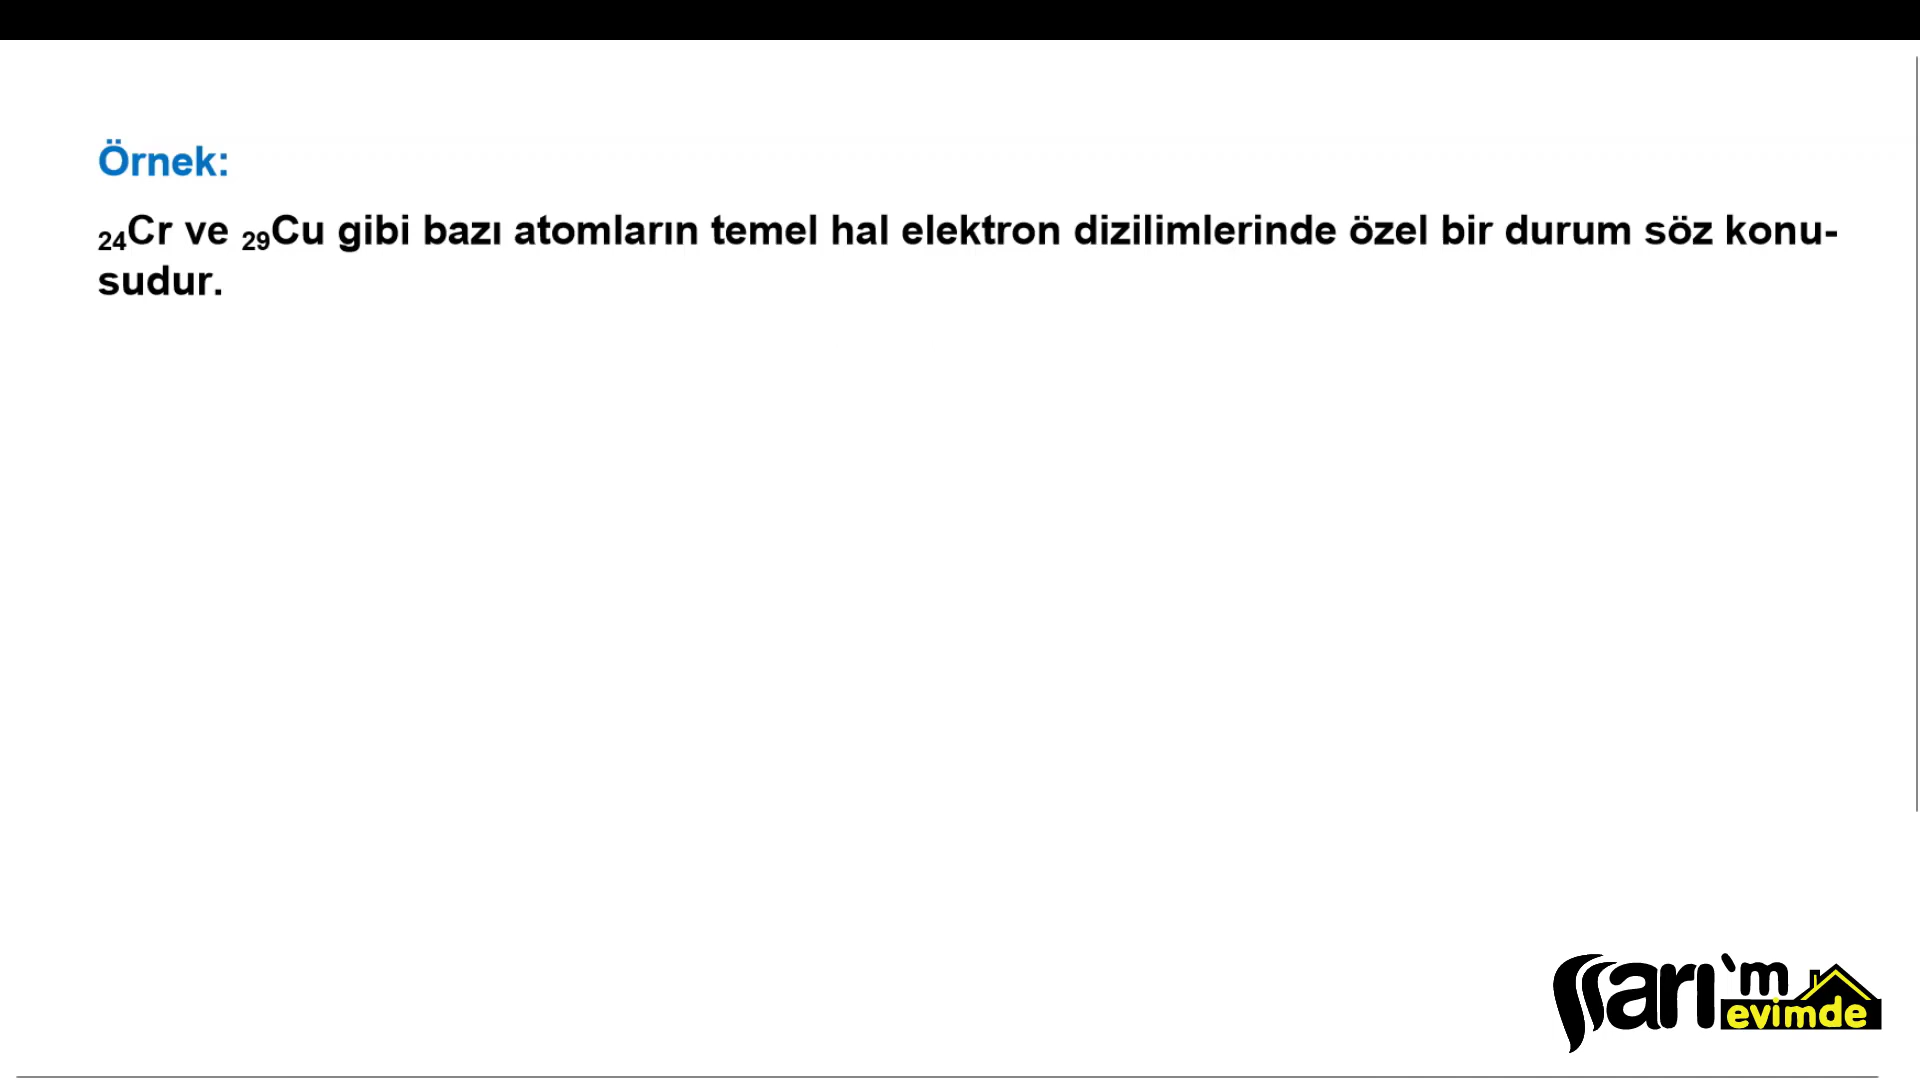 Örnek:
₂₄Cr ve ₂₉Cu gibi bazı atomların temel hal elektron dizilimlerinde özel bir durum söz konu-
sudur.
sarı'm
evimde